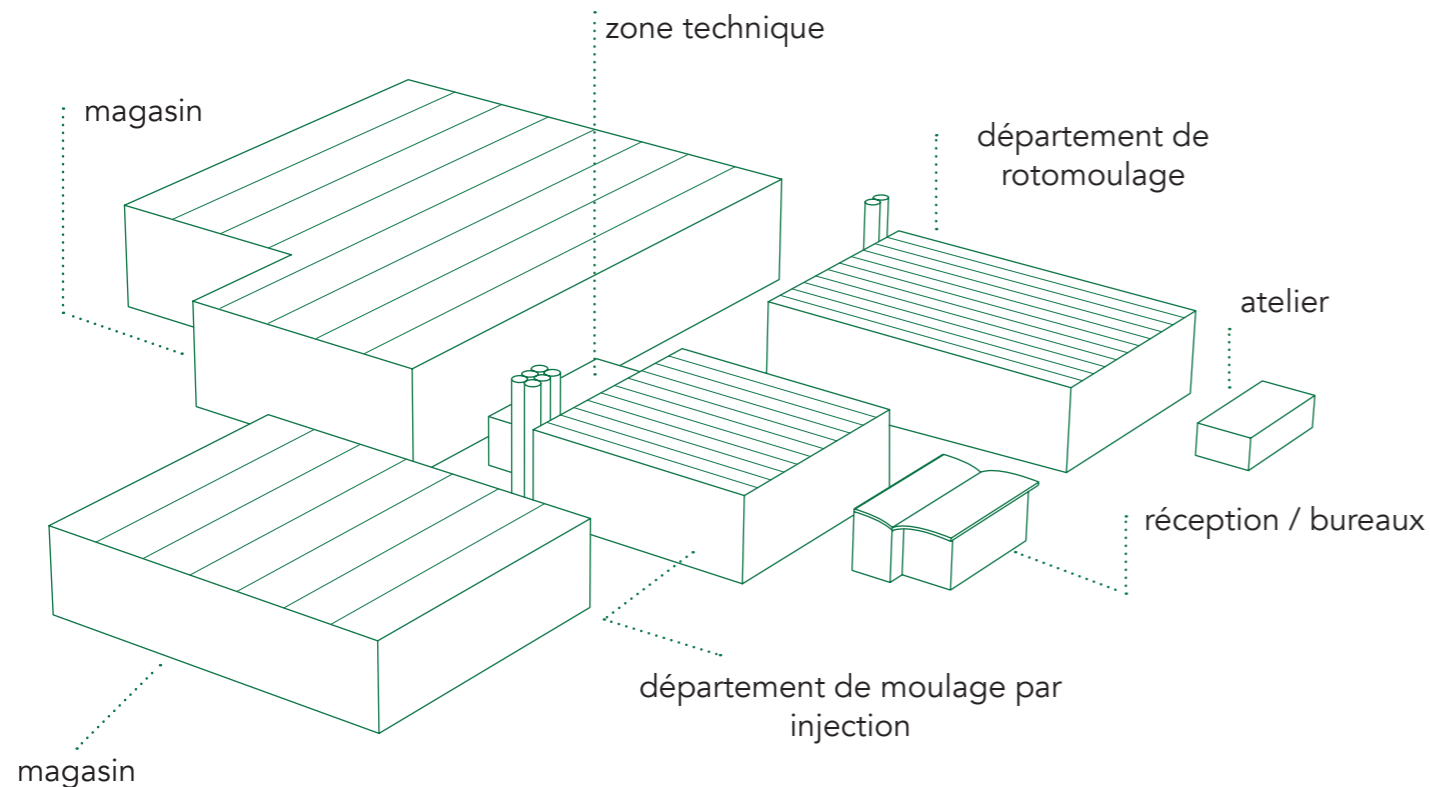 zone technique
magasin
département de
rotomoulage
atelier
réception / bureaux
département de moulage par
injection
magasin